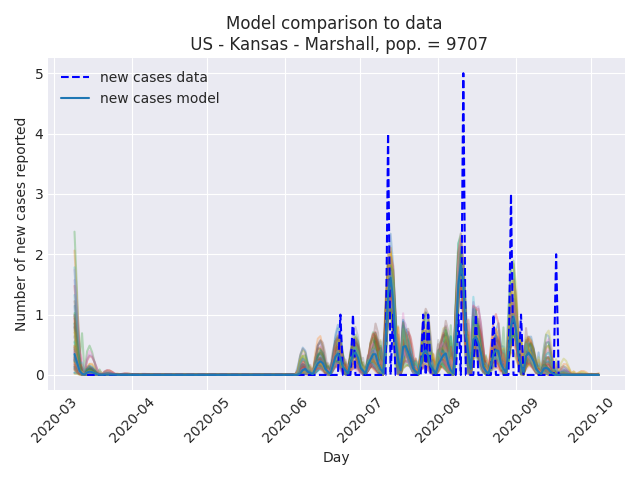 Model comparison to data
US - Kansas - Marshall, pop. = 9707
new cases data
new cases model
Number of new cases reported
5
4
3
2
1
0
2020-03
2020-04
2020-05
2020-06
2020-07
2020-08
2020-09
2020-10
Day